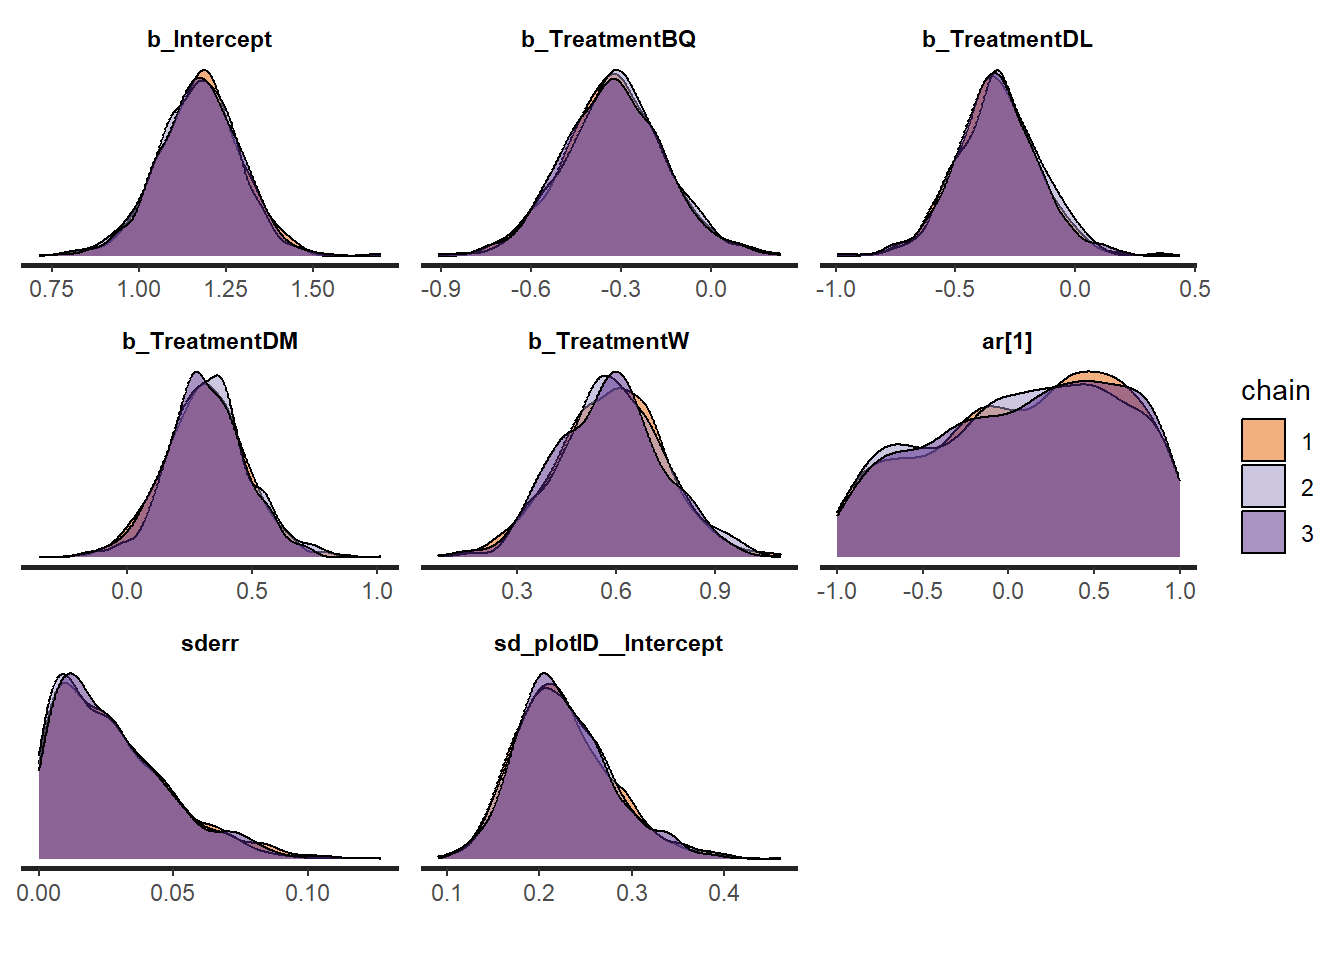 b_Intercept b_TreatmentBQ b_TreatmentDL
0.75 1.00 1.25 1.50 -0.9 -0.6 -0.3 0.0 -1.0 -0.5 0.0 0.5
b_TreatmentDM b_TreatmentW ar[1]
0.0 0.5 1.0 0.3 0.6 0.9 -1.0 -0.5 0.0 0.5 1.0
chain
1
2
3
sderr sd_plotID__Intercept
0.00 0.05 0.10 0.1 0.2 0.3 0.4